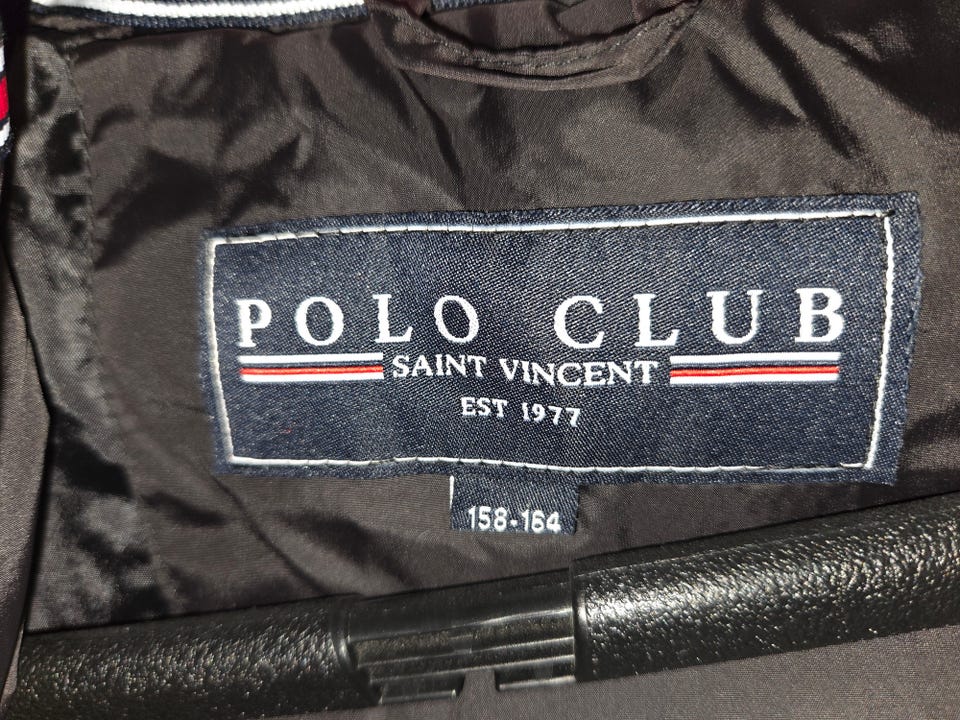 POLO CLUB
SAINT VINCENT
EST 1977
158-164